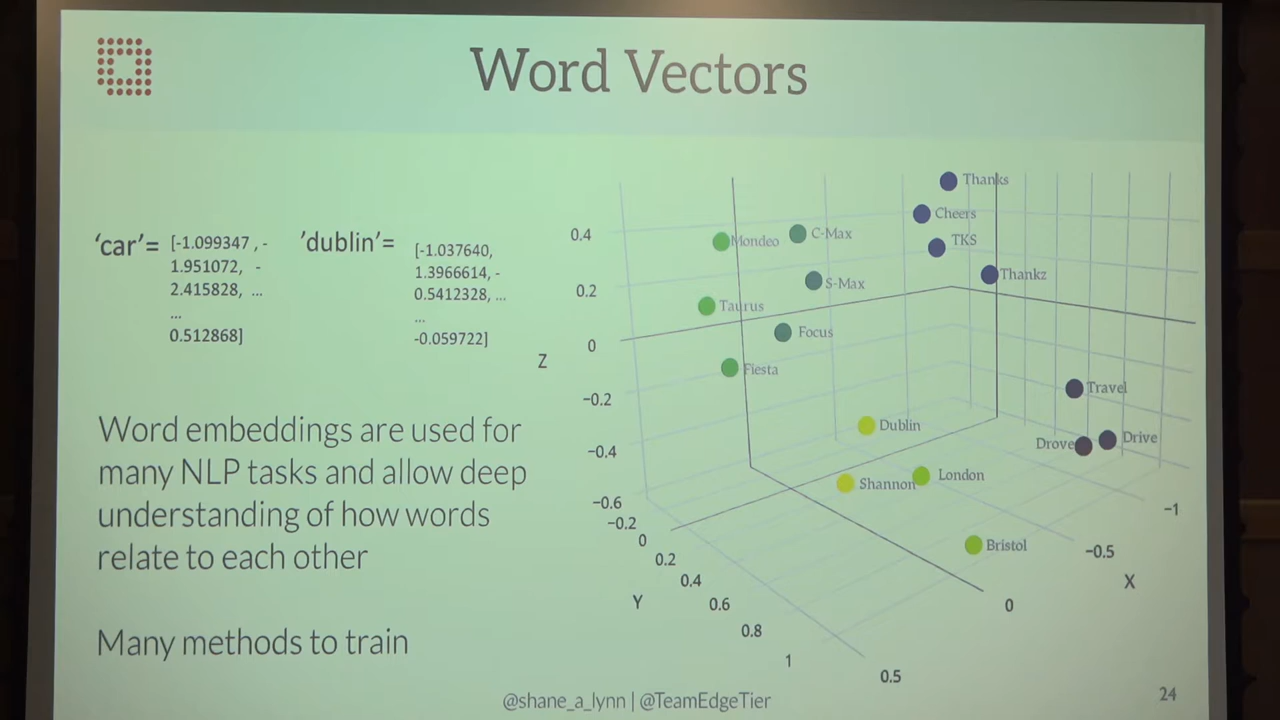 Word Vectors
‘car’=
[-1.099347 , -
1.951072, -
2.415828, ...
...
0.512868]
’dublin’=
[-1.037640,
1.3966614, -
0.5412328, ...
...
-0.059722]
Word embeddings are used for
many NLP tasks and allow deep
understanding of how words
relate to each other
Many methods to train
Thanks
Cheers
TKS
Thankz
Mondeo
C-Max
S-Max
Taurus
Focus
Fiesta
Travel
Drove
Drive
Dublin
Shannon
London
Bristol
Z
0.4
0.2
0
−0.2
−0.4
−0.6
Y
−0.2
0
0.2
0.4
0.6
0.8
1
X
−1
−0.5
0
0.5
@shane_a_lynn | @TeamEdgeTier
24